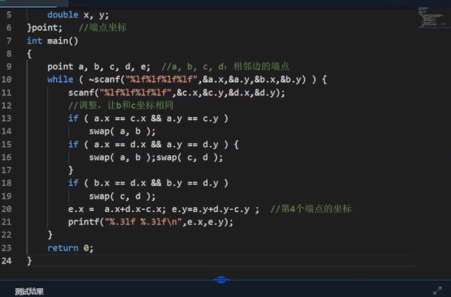 5 double x, y;
6 }point; //端点坐标
7 int main()
8 {
9 point a, b, c, d, e; //a, b, c, d: 相邻边的端点
10 while ( ~scanf("%lf%lf%lf%lf",&a.x,&a.y,&b.x,&b.y) ) {
11 scanf("%lf%lf%lf%lf",&c.x,&c.y,&d.x,&d.y);
12 //调整, 让b和c坐标相同
13 if ( a.x == c.x && a.y == c.y )
14 swap( a, b );
15 if ( a.x == d.x && a.y == d.y ) {
16 swap( a, b );swap( c, d );
17 }
18 if ( b.x == d.x && b.y == d.y )
19 swap( c, d );
20 e.x = a.x+d.x-c.x; e.y=a.y+d.y-c.y ; //第4个端点的坐标
21 printf("%.3lf %.3lf\n",e.x,e.y);
22 }
23 return 0;
24 }
测试结果